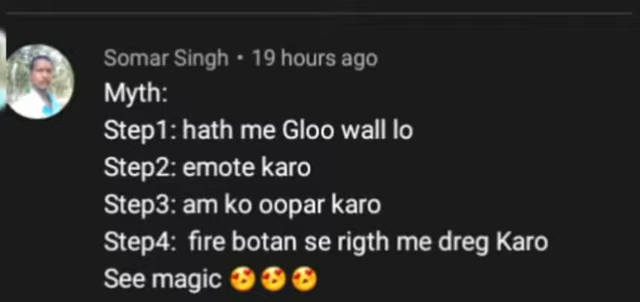 Somar Singh • 19 hours ago
Myth:
Step1: hath me Gloo wall lo
Step2: emote karo
Step3: am ko oopar karo
Step4: fire botan se rigth me dreg Karo
See magic 😍😍😍